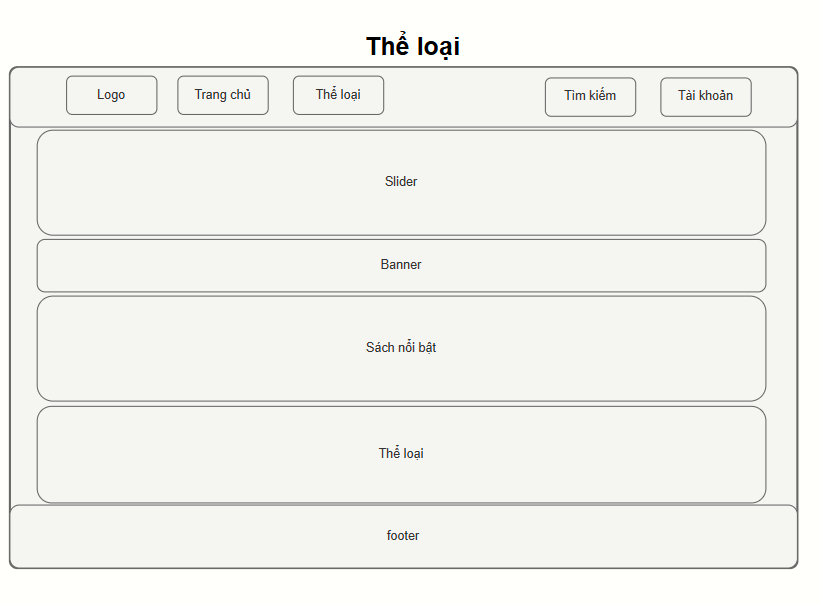 Thể loại
Logo
Trang chủ
Thể loại
Tìm kiếm
Tài khoản
Slider
Banner
Sách nổi bật
Thể loại
footer